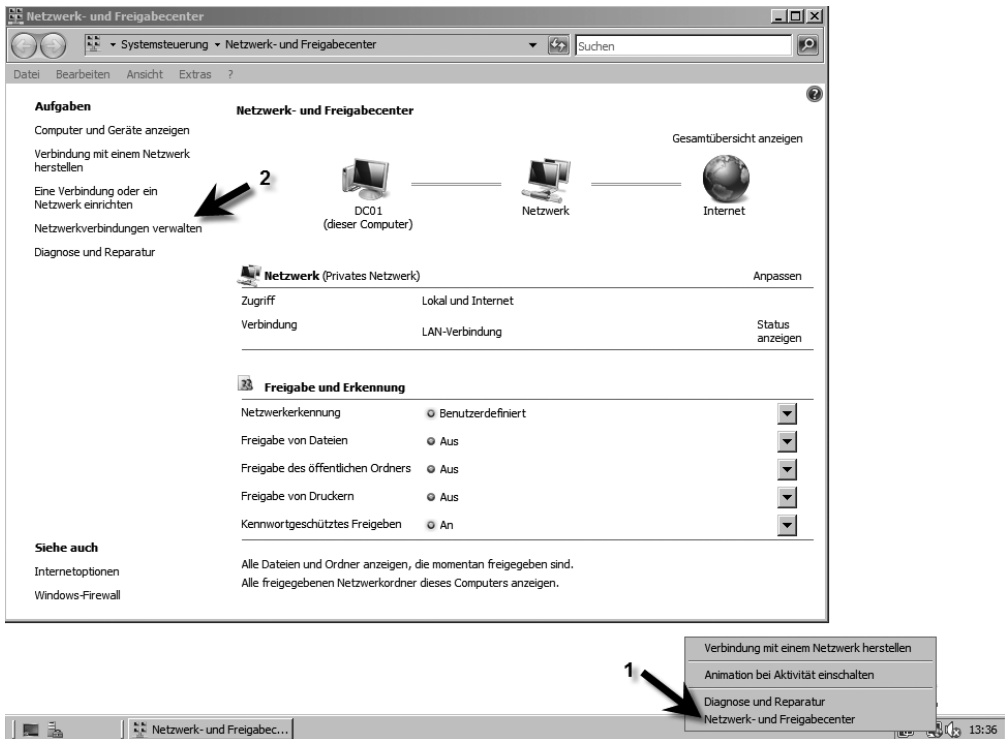 Netzwerk- und Freigabecenter
Systemsteuerung
Netzwerk- und Freigabecenter
Suchen
Datei Bearbeiten Ansicht Extras ?
Aufgaben
Computer und Geräte anzeigen
Verbindung mit einem Netzwerk
herstellen
Eine Verbindung oder ein
Netzwerk einrichten
Netzwerkverbindungen verwalten
Diagnose und Reparatur
2
Netzwerk- und Freigabecenter
Gesamtübersicht anzeigen
DC01
(dieser Computer)
Netzwerk
Internet
Netzwerk (Privates Netzwerk)
Anpassen
Zugriff
Lokal und Internet
Verbindung
LAN-Verbindung
Status
anzeigen
Freigabe und Erkennung
Netzwerkerkennung
Benutzerdefiniert
Freigabe von Dateien
Aus
Freigabe des öffentlichen Ordners
Aus
Freigabe von Druckern
Aus
Kennwortgeschütztes Freigeben
An
Siehe auch
Internetoptionen
Windows-Firewall
Alle Dateien und Ordner anzeigen, die momentan freigegeben sind.
Alle freigegebenen Netzwerkordner dieses Computers anzeigen.
Verbindung mit einem Netzwerk herstellen
Animation bei Aktivität einschalten
1
Diagnose und Reparatur
Netzwerk- und Freigabecenter
Netzwerk- und Freigabec...
13:36